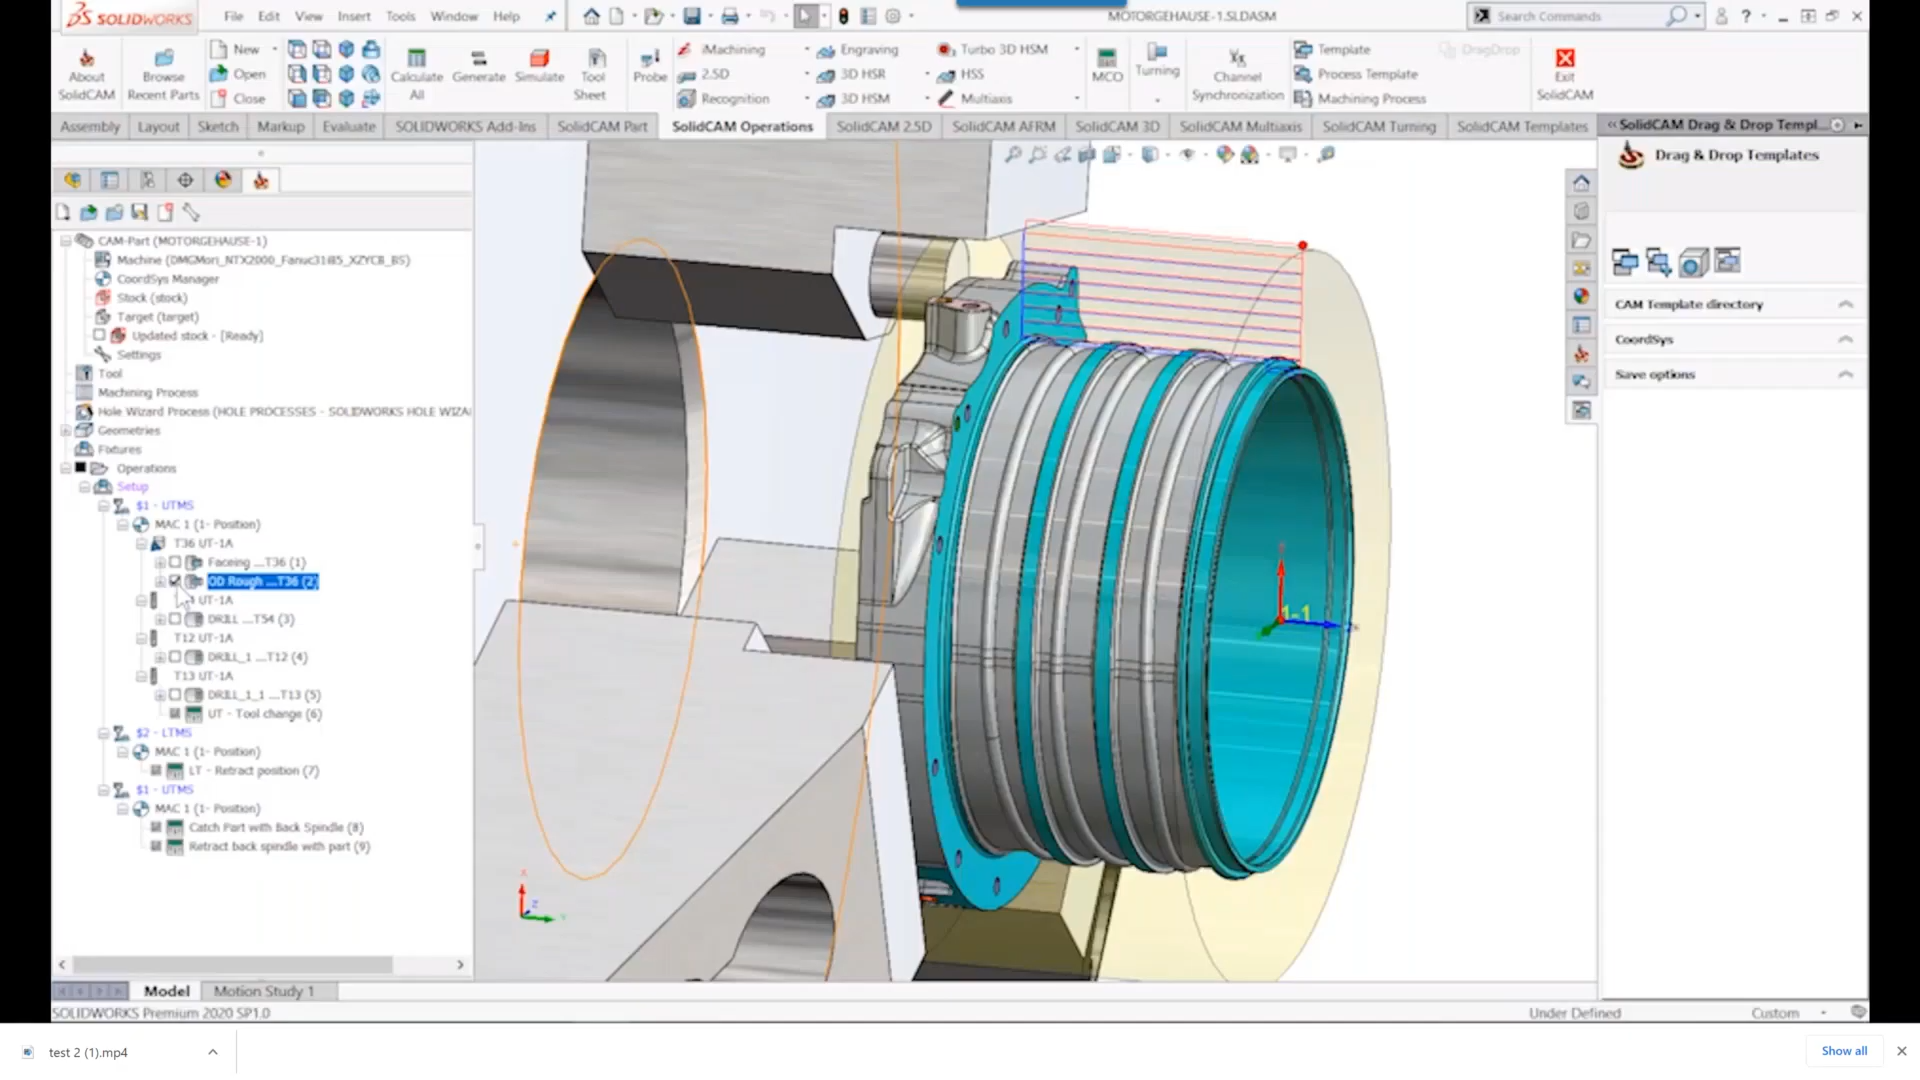 SOLIDWORKS File Edit View Insert Tools Window Help MOTORGEHAUSE-1.SLDASM Search Commands ?
About SolidCAM
Browse Recent Parts
New
Open
Close
Calculate All
Generate
Simulate
Tool Sheet
Probe
iMachining
2.5D
Recognition
Engraving
3D HSR
3D HSM
Turbo 3D HSM
HSS
Multiaxis
MCO
Turning
Channel Synchronization
Template
Process Template
Machining Process
DragDrop
Exit SolidCAM
Assembly Layout Sketch Markup Evaluate SOLIDWORKS Add-Ins SolidCAM Part SolidCAM Operations SolidCAM 2.5D SolidCAM AFRM SolidCAM 3D SolidCAM Multiaxis SolidCAM Turning SolidCAM Templates
SolidCAM Drag & Drop Templ...
Drag & Drop Templates
CAM Template directory
CoordSys
Save options
CAM-Part (MOTORGEHAUSE-1)
Machine (DMGMori_NTX2000_Fanuc31iB5_XZYCB_BS)
CoordSys Manager
Stock (stock)
Target (target)
Updated stock - [Ready]
Settings
Tool
Machining Process
Hole Wizard Process (HOLE PROCESSES - SOLIDWORKS HOLE WIZA
Geometries
Fixtures
Operations
Setup
$1 - UTMS
MAC 1 (1- Position)
T36 UT-1A
Faceing ...T36 (1)
OD Rough ...T36 (2)
UT-1A
DRILL ...T54 (3)
T12 UT-1A
DRILL_1 ...T12 (4)
T13 UT-1A
DRILL_1_1 ...T13 (5)
UT - Tool change (6)
$2 - LTMS
MAC 1 (1- Position)
LT - Retract position (7)
$1 - UTMS
MAC 1 (1- Position)
Catch Part with Back Spindle (8)
Retract back spindle with part (9)
1-1
Model Motion Study 1
SOLIDWORKS Premium 2020 SP1.0 Under Defined Custom
test 2 (1).mp4 Show all